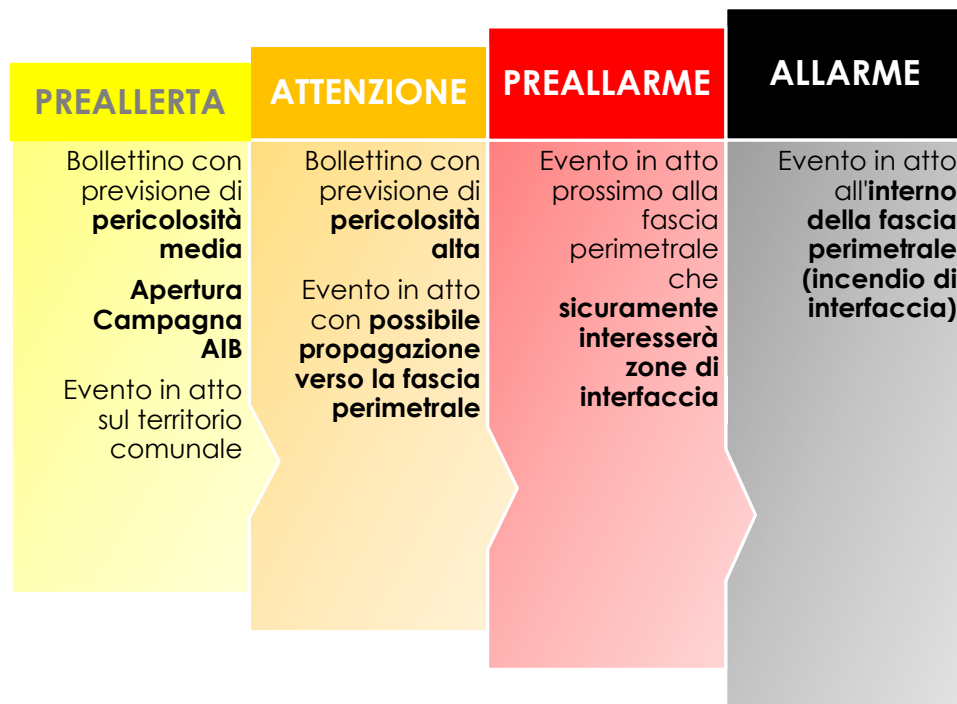 PREALLERTA
Bollettino con
previsione di
pericolosità
media
Apertura
Campagna
AIB
Evento in atto
sul territorio
comunale
ATTENZIONE
Bollettino con
previsione di
pericolosità
alta
Evento in atto
con possibile
propagazione
verso la fascia
perimetrale
PREALLARME
Evento in atto
prossimo alla
fascia
perimetrale
che
sicuramente
interesserà
zone di
interfaccia
ALLARME
Evento in atto
all'interno
della fascia
perimetrale
(incendio di
interfaccia)